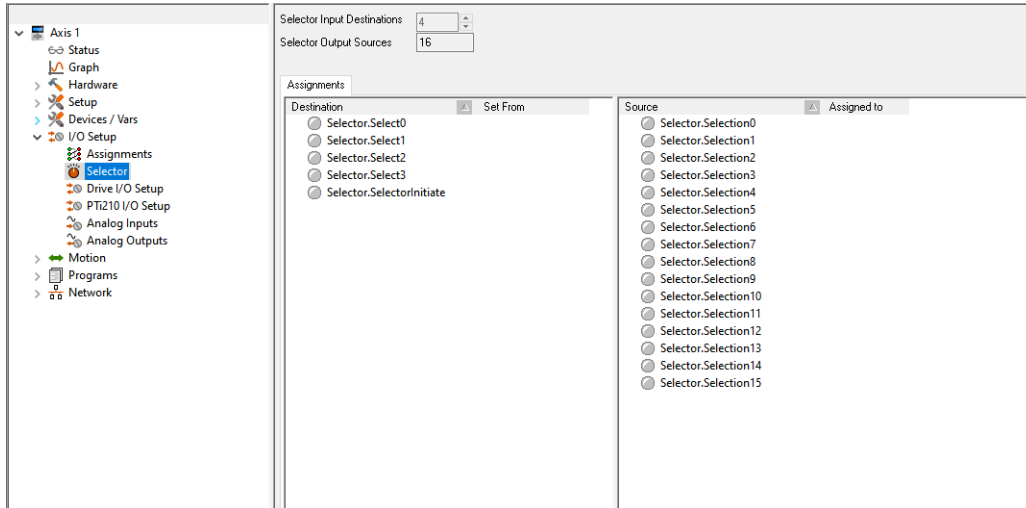 Axis 1
Status
Graph
Hardware
Setup
Devices / Vars
I/O Setup
Assignments
Selector
Drive I/O Setup
PTi210 I/O Setup
Analog Inputs
Analog Outputs
Motion
Programs
Network
Selector Input Destinations 4
Selector Output Sources 16
Assignments
Destination Set From
Selector.Select0
Selector.Select1
Selector.Select2
Selector.Select3
Selector.SelectorInitiate
Source Assigned to
Selector.Selection0
Selector.Selection1
Selector.Selection2
Selector.Selection3
Selector.Selection4
Selector.Selection5
Selector.Selection6
Selector.Selection7
Selector.Selection8
Selector.Selection9
Selector.Selection10
Selector.Selection11
Selector.Selection12
Selector.Selection13
Selector.Selection14
Selector.Selection15